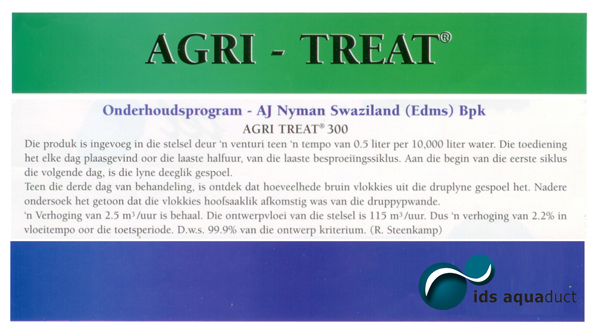 AGRI - TREAT®
Onderhoudsprogram - AJ Nyman Swaziland (Edms) Bpk
AGRI TREAT® 300
Die produk is ingevoeg in die stelsel deur 'n venturi teen 'n tempo van 0.5 liter per 10,000 liter water. Die toediening
het elke dag plaasgevind oor die laaste halfuur, van die laaste besproeiingssiklus. Aan die begin van die eerste siklus
die volgende dag, is die lyne deeglik gespoel.
Teen die derde dag van behandeling, is ontdek dat hoeveelhede bruin vlokkies uit die druplyne gespoel het. Nadere
ondersoek het getoon dat die vlokkies hoofsaaklik afkomstig was van die druppypwande.
'n Verhoging van 2.5 m³/uur is behaal. Die ontwerpvloei van die stelsel is 115 m³/uur. Dus 'n verhoging van 2.2% in
vloeitempo oor die toetsperiode. D.w.s. 99.9% van die ontwerp kriterium. (R. Steenkamp)
ids aquaduct